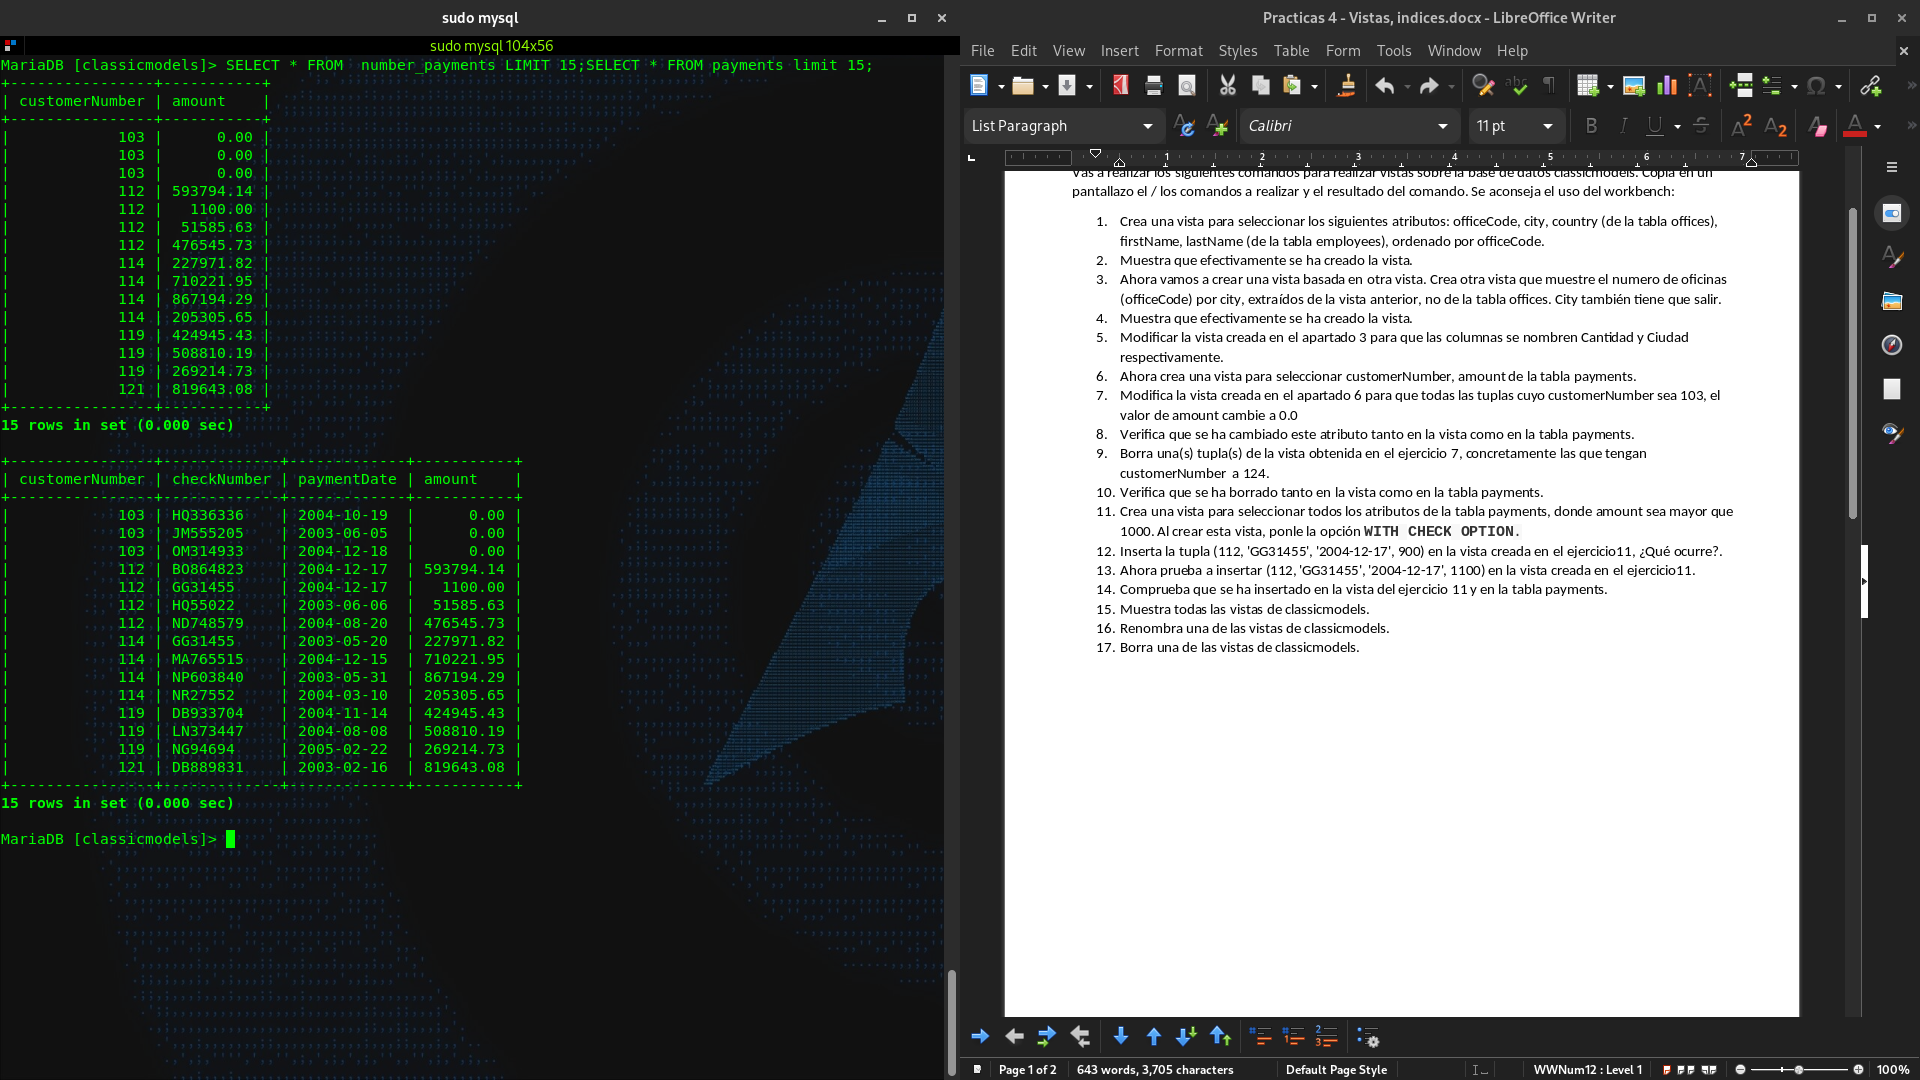 sudo mysql
sudo mysql 104x56
MariaDB [classicmodels]> SELECT * FROM  number_payments LIMIT 15;SELECT * FROM payments limit 15;
+----------------+-----------+
| customerNumber | amount    |
+----------------+-----------+
|            103 |      0.00 |
|            103 |      0.00 |
|            103 |      0.00 |
|            112 | 593794.14 |
|            112 |   1100.00 |
|            112 |  51585.63 |
|            112 | 476545.73 |
|            114 | 227971.82 |
|            114 | 710221.95 |
|            114 | 867194.29 |
|            114 | 205305.65 |
|            119 | 424945.43 |
|            119 | 508810.19 |
|            119 | 269214.73 |
|            121 | 819643.08 |
+----------------+-----------+
15 rows in set (0.000 sec)
+----------------+-------------+-------------+-----------+
| customerNumber | checkNumber | paymentDate | amount    |
+----------------+-------------+-------------+-----------+
|            103 | HQ336336    | 2004-10-19  |      0.00 |
|            103 | JM555205    | 2003-06-05  |      0.00 |
|            103 | OM314933    | 2004-12-18  |      0.00 |
|            112 | BO864823    | 2004-12-17  | 593794.14 |
|            112 | GG31455     | 2004-12-17  |   1100.00 |
|            112 | HQ55022     | 2003-06-06  |  51585.63 |
|            112 | ND748579    | 2004-08-20  | 476545.73 |
|            114 | GG31455     | 2003-05-20  | 227971.82 |
|            114 | MA765515    | 2004-12-15  | 710221.95 |
|            114 | NP603840    | 2003-05-31  | 867194.29 |
|            114 | NR27552     | 2004-03-10  | 205305.65 |
|            119 | DB933704    | 2004-11-14  | 424945.43 |
|            119 | LN373447    | 2004-08-08  | 508810.19 |
|            119 | NG94694     | 2005-02-22  | 269214.73 |
|            121 | DB889831    | 2003-02-16  | 819643.08 |
+----------------+-------------+-------------+-----------+
15 rows in set (0.000 sec)
MariaDB [classicmodels]>
Practicas 4 - Vistas, indices.docx - LibreOffice Writer
File Edit View Insert Format Styles Table Form Tools Window Help
List Paragraph Calibri 11 pt
1 2 3 4 5 6 7
Vas a realizar los siguientes comandos para realizar vistas sobre la base de datos classicmodels. Copia en un
pantallazo el / los comandos a realizar y el resultado del comando. Se aconseja el uso del workbench:
1. Crea una vista para seleccionar los siguientes atributos: officeCode, city, country (de la tabla offices),
firstName, lastName (de la tabla employees), ordenado por officeCode.
2. Muestra que efectivamente se ha creado la vista.
3. Ahora vamos a crear una vista basada en otra vista. Crea otra vista que muestre el numero de oficinas
(officeCode) por city, extraídos de la vista anterior, no de la tabla offices. City también tiene que salir.
4. Muestra que efectivamente se ha creado la vista.
5. Modificar la vista creada en el apartado 3 para que las columnas se nombren Cantidad y Ciudad
respectivamente.
6. Ahora crea una vista para seleccionar customerNumber, amount de la tabla payments.
7. Modifica la vista creada en el apartado 6 para que todas las tuplas cuyo customerNumber sea 103, el
valor de amount cambie a 0.0
8. Verifica que se ha cambiado este atributo tanto en la vista como en la tabla payments.
9. Borra una(s) tupla(s) de la vista obtenida en el ejercicio 7, concretamente las que tengan
customerNumber a 124.
10. Verifica que se ha borrado tanto en la vista como en la tabla payments.
11. Crea una vista para seleccionar todos los atributos de la tabla payments, donde amount sea mayor que
1000. Al crear esta vista, ponle la opción WITH CHECK OPTION.
12. Inserta la tupla (112, 'GG31455', '2004-12-17', 900) en la vista creada en el ejercicio11, ¿Qué ocurre?.
13. Ahora prueba a insertar (112, 'GG31455', '2004-12-17', 1100) en la vista creada en el ejercicio11.
14. Comprueba que se ha insertado en la vista del ejercicio 11 y en la tabla payments.
15. Muestra todas las vistas de classicmodels.
16. Renombra una de las vistas de classicmodels.
17. Borra una de las vistas de classicmodels.
Page 1 of 2 643 words, 3,705 characters Default Page Style WWNum12 : Level 1 100%